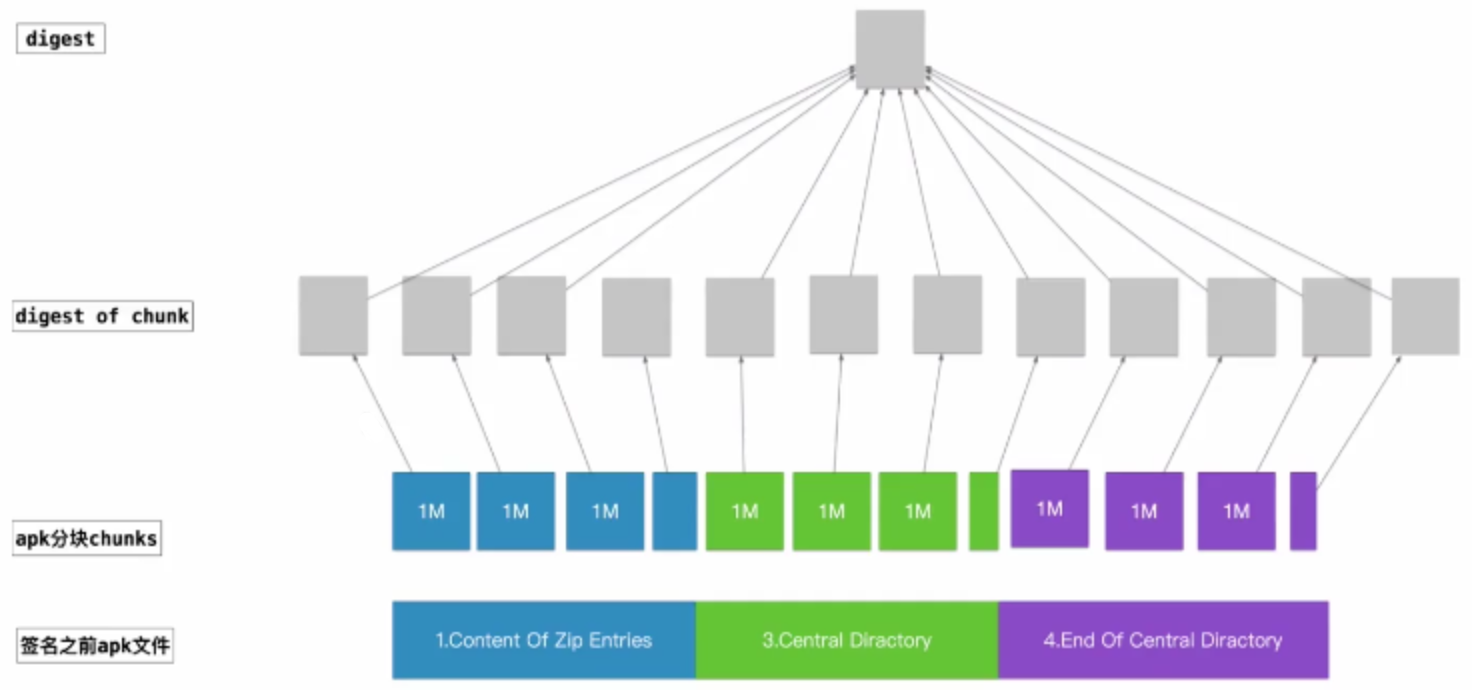 digest
digest of chunk
1M
1M
1M
1M
1M
1M
1M
1M
1M
apk分块chunks
签名之前apk文件
1.Content Of Zip Entries
3.Central Diractory
4.End Of Central Diractory